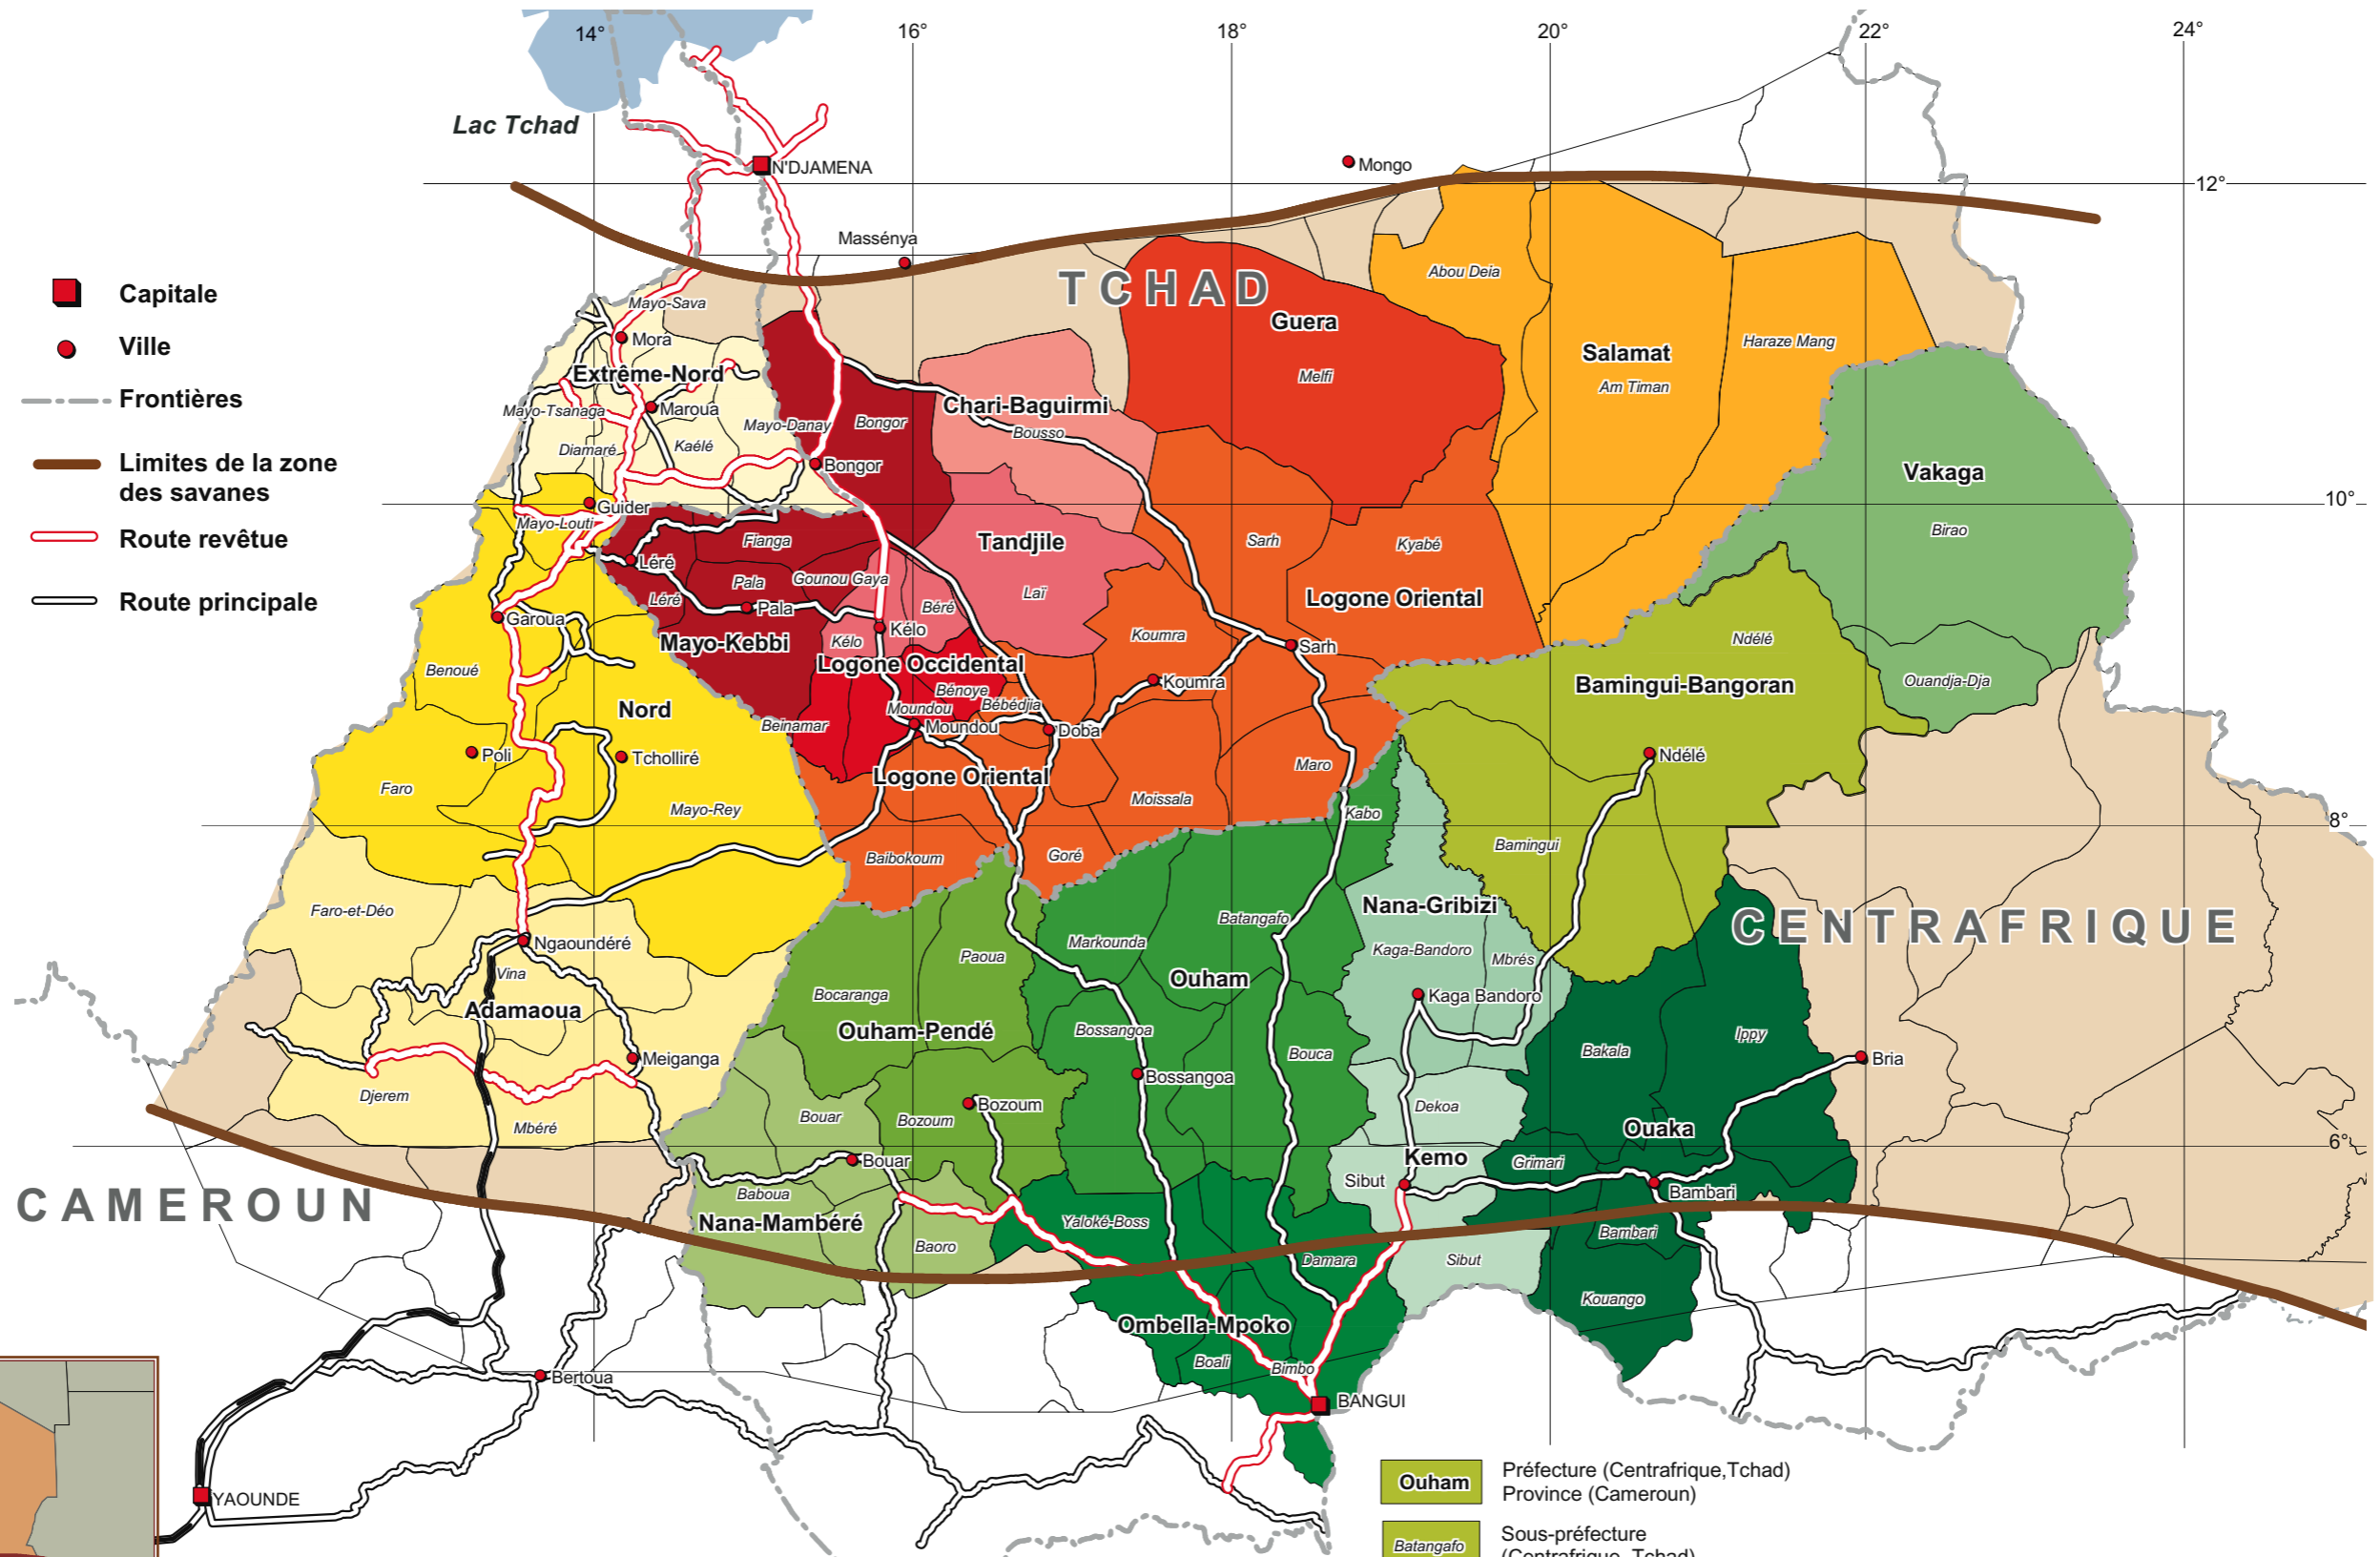 14°
16°
18°
20°
22°
24°
Lac Tchad
N'DJAMENA
Mongo
12°
Massénya
TCHAD
Abou Deia
Capitale
Ville
Frontières
Limites de la zone
des savanes
Route revêtue
Route principale
Mayo-Sava
Mora
Extrême-Nord
Mayo-Tsanaga
Maroua
Diamaré
Kaélé
Mayo-Danay
Bongor
Bongor
Guera
Melfi
Salamat
Am Timan
Haraze Mang
Chari-Baguirmi
Bousso
Vakaga
Birao
10°
Guider
Mayo-Louti
Fianga
Léré
Pala
Gounou Gaya
Léré
Pala
Tandjile
Laï
Béré
Sarh
Kyabé
Logone Oriental
Garoua
Mayo-Kebbi
Kélo
Kélo
Koumra
Sarh
Ndélé
Logone Occidental
Benoué
Bénoye
Koumra
Bamingui-Bangoran
Ouandja-Dja
Nord
Moundou
Bébédjia
Beinamar
Moundou
Doba
Poli
Tcholliré
Ndélé
Logone Oriental
Maro
Faro
Mayo-Rey
Moissala
Kabo
8°
Baibokoum
Goré
Bamingui
Faro-et-Déo
Nana-Gribizi
Batangafo
CENTRAFRIQUE
Ngaoundéré
Markounda
Kaga-Bandoro
Mbrés
Paoua
Vina
Ouham
Bocaranga
Kaga Bandoro
Adamaoua
Ouham-Pendé
Bossangoa
Ippy
Bakala
Bouca
Meiganga
Bria
Bossangoa
Djerem
Bozoum
Dekoa
Bouar
Bozoum
Mbéré
Ouaka
6°
Kemo
Bouar
Grimari
Sibut
Bambari
CAMEROUN
Baboua
Nana-Mambéré
Yaloké-Boss
Bambari
Baoro
Damara
Sibut
Kouango
Ombella-Mpoko
Boali
Bimbo
Bertoua
BANGUI
YAOUNDE
Ouham
Préfecture (Centrafrique,Tchad)
Province (Cameroun)
Batangafo
Sous-préfecture
(Centrafrique, Tchad)